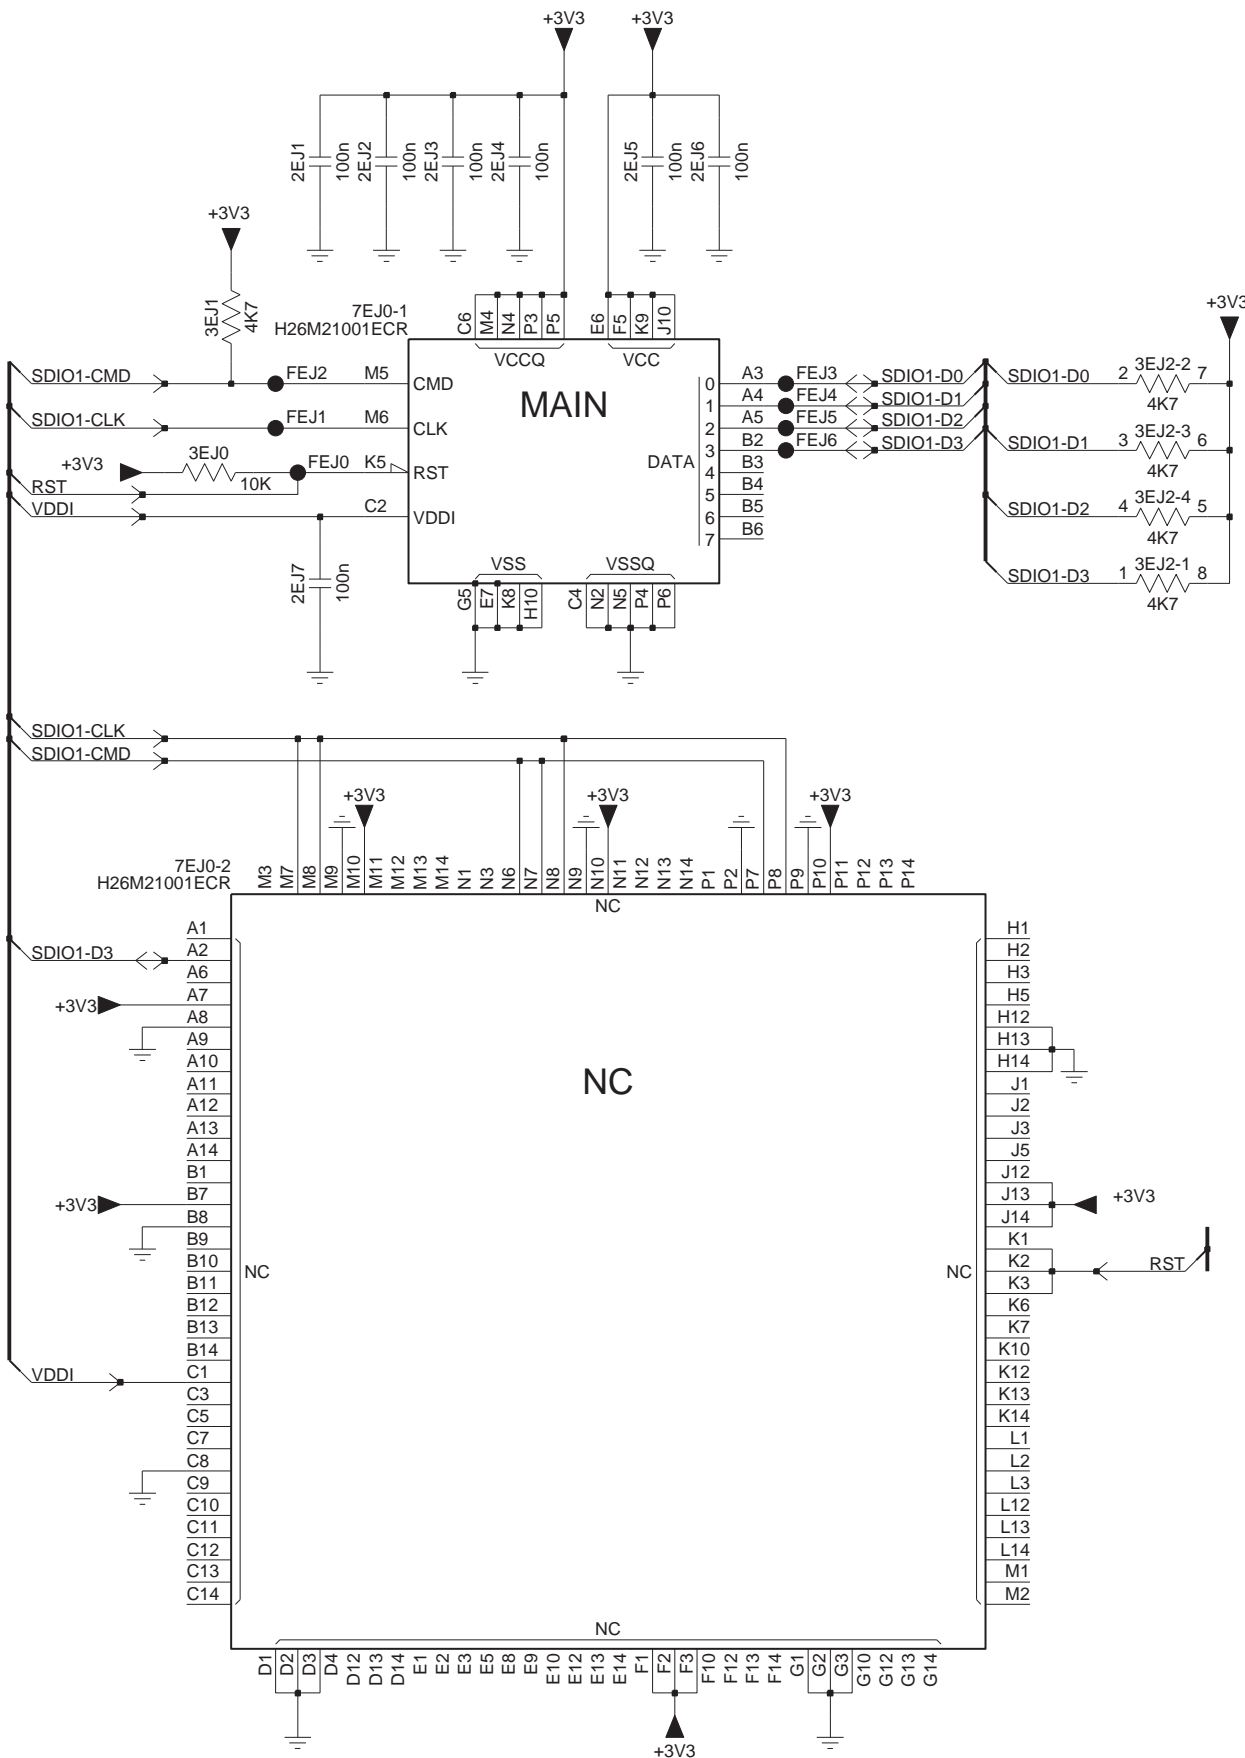 +3V3 +3V3
2EJ1 100n 2EJ2 100n 2EJ3 100n 2EJ4 100n 2EJ5 100n 2EJ6 100n
+3V3
3EJ1 4K7
7EJ0-1
H26M21001ECR
C6 M4 N4 P3 P5 E6 F5 K9 J10
VCCQ VCC
MAIN
SDIO1-CMD FEJ2 M5 CMD
SDIO1-CLK FEJ1 M6 CLK
+3V3 3EJ0 10K FEJ0 K5 RST
RST
VDDI C2 VDDI
2EJ7 100n
DATA
0 A3 FEJ3 SDIO1-D0
1 A4 FEJ4 SDIO1-D1
2 A5 FEJ5 SDIO1-D2
3 B2 FEJ6 SDIO1-D3
4 B3
5 B4
6 B5
7 B6
+3V3
SDIO1-D0 2 3EJ2-2 7
4K7
SDIO1-D1 3 3EJ2-3 6
4K7
SDIO1-D2 4 3EJ2-4 5
4K7
SDIO1-D3 1 3EJ2-1 8
4K7
VSS VSSQ
G5 E7 K8 H10 C4 N2 N5 P4 P6
SDIO1-CLK
SDIO1-CMD
+3V3 +3V3 +3V3
7EJ0-2
H26M21001ECR
M3 M7 M8 M9 M10 M11 M12 M13 M14 N1 N3 N6 N7 N8 N9 N10 N11 N12 N13 N14 P1 P2 P7 P8 P9 P10 P11 P12 P13 P14
NC
A1
SDIO1-D3 A2
A6
+3V3 A7
A8
A9
A10
A11
A12
A13
A14
B1
+3V3 B7
B8
B9
B10
B11
B12
B13
B14
VDDI C1
C3
C5
C7
C8
C9
C10
C11
C12
C13
C14
NC
NC
NC
H1
H2
H3
H5
H12
H13
H14
J1
J2
J3
J5
J12
J13 +3V3
J14
K1
K2 RST
K3
K6
K7
K10
K12
K13
K14
L1
L2
L3
L12
L13
L14
M1
M2
NC
D1 D2 D3 D4 D12 D13 D14 E1 E2 E3 E5 E8 E9 E10 E12 E13 E14 F1 F2 F3 F10 F12 F13 F14 G1 G2 G3 G10 G12 G13 G14
+3V3